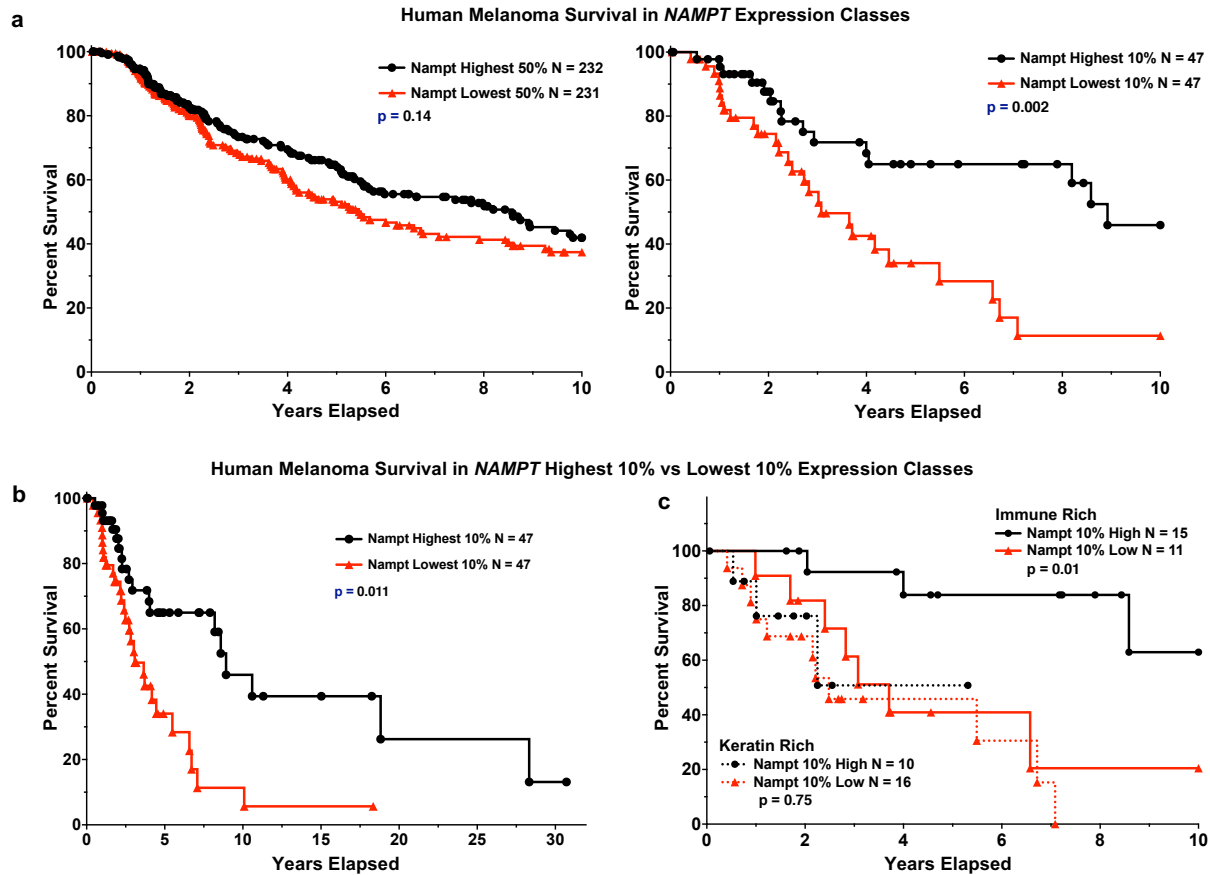 Human Melanoma Survival in NAMPT Expression Classes
a
100
80
60
40
20
0
Percent Survival
0 2 4 6 8 10
Years Elapsed
Nampt Highest 50% N = 232
Nampt Lowest 50% N = 231
p = 0.14
100
80
60
40
20
0
Percent Survival
0 2 4 6 8 10
Years Elapsed
Nampt Highest 10% N = 47
Nampt Lowest 10% N = 47
p = 0.002
Human Melanoma Survival in NAMPT Highest 10% vs Lowest 10% Expression Classes
b
100
80
60
40
20
0
Percent Survival
0 5 10 15 20 25 30
Years Elapsed
Nampt Highest 10% N = 47
Nampt Lowest 10% N = 47
p = 0.011
c
100
80
60
40
20
0
Percent Survival
0 2 4 6 8 10
Years Elapsed
Immune Rich
Nampt 10% High N = 15
Nampt 10% Low N = 11
p = 0.01
Keratin Rich
Nampt 10% High N = 10
Nampt 10% Low N = 16
p = 0.75